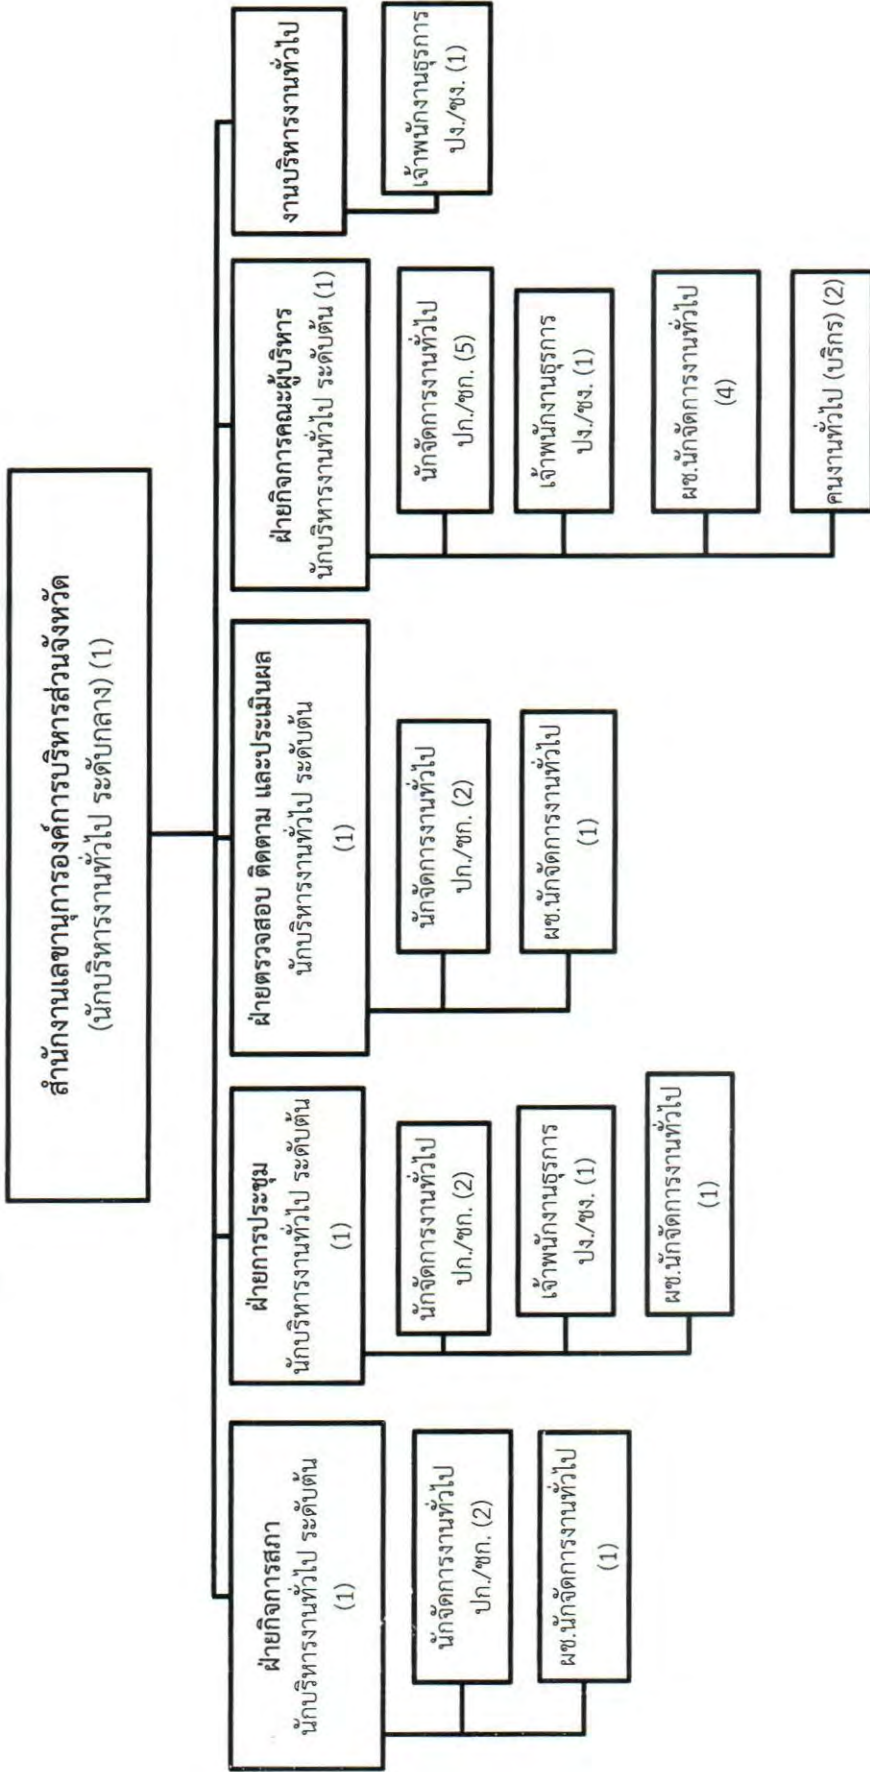 สำนักงานเลขานุการองค์การบริหารส่วนจังหวัด
(นักบริหารงานทั่วไป ระดับกลาง) (1)
ฝ่ายกิจการสภา
นักบริหารงานทั่วไป ระดับต้น
(1)
นักจัดการงานทั่วไป
ปก./ชก. (2)
ผช.นักจัดการงานทั่วไป
(1)
ฝ่ายการประชุม
นักบริหารงานทั่วไป ระดับต้น
(1)
นักจัดการงานทั่วไป
ปก./ชก. (2)
เจ้าพนักงานธุรการ
ปง./ชง. (1)
ผช.นักจัดการงานทั่วไป
(1)
ฝ่ายตรวจสอบ ติดตาม และประเมินผล
นักบริหารงานทั่วไป ระดับต้น
(1)
นักจัดการงานทั่วไป
ปก./ชก. (2)
ผช.นักจัดการงานทั่วไป
(1)
ฝ่ายกิจการคณะผู้บริหาร
นักบริหารงานทั่วไป ระดับต้น (1)
นักจัดการงานทั่วไป
ปก./ชก. (5)
เจ้าพนักงานธุรการ
ปง./ชง. (1)
ผช.นักจัดการงานทั่วไป
(4)
คนงานทั่วไป (บริกร) (2)
งานบริหารงานทั่วไป
เจ้าพนักงานธุรการ
ปง./ชง. (1)